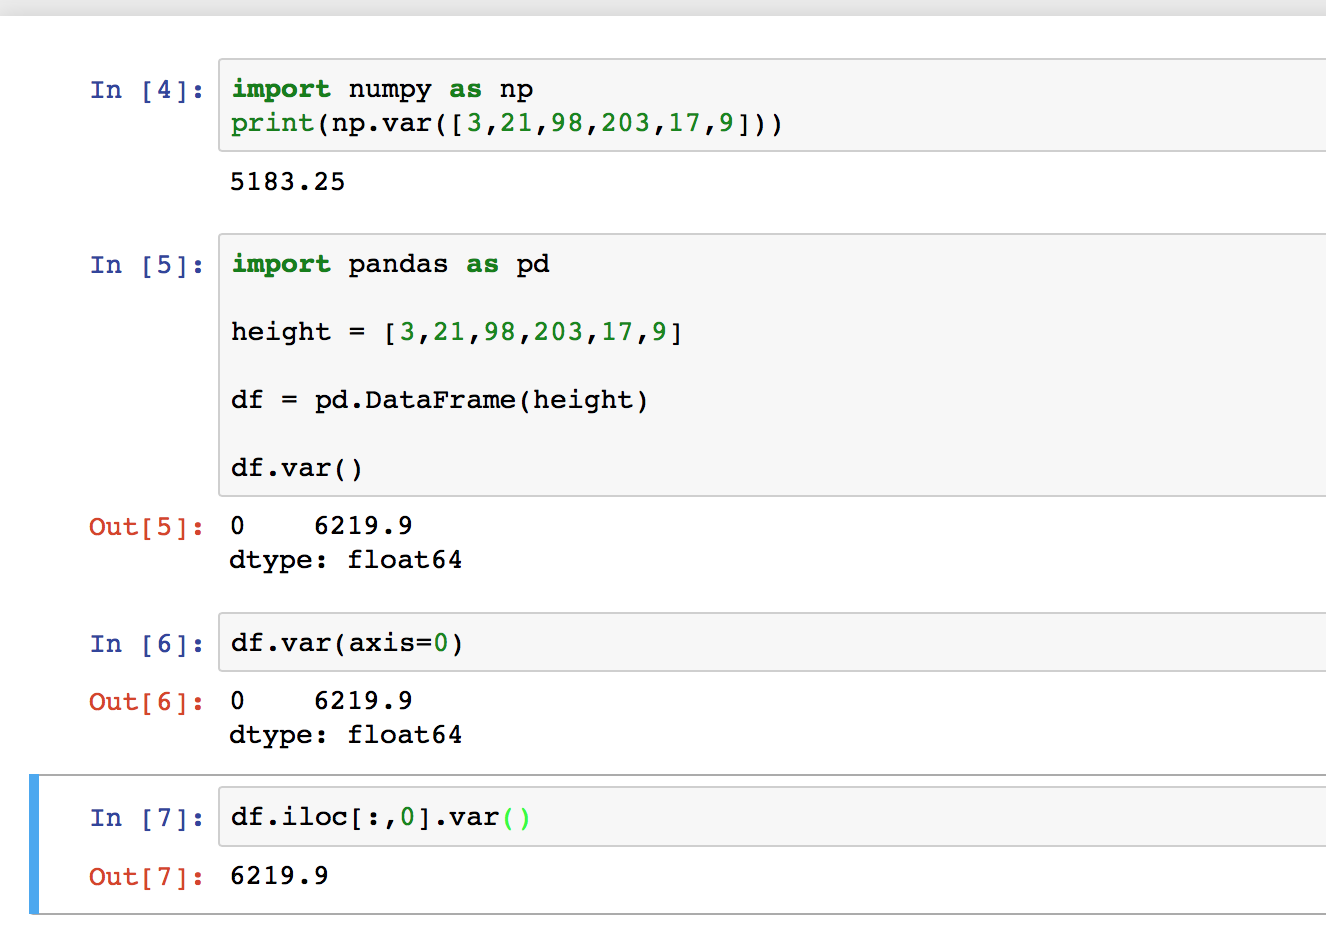 In [4]: import numpy as np
print(np.var([3,21,98,203,17,9]))
5183.25
In [5]: import pandas as pd
height = [3,21,98,203,17,9]
df = pd.DataFrame(height)
df.var()
Out[5]: 0    6219.9
dtype: float64
In [6]: df.var(axis=0)
Out[6]: 0    6219.9
dtype: float64
In [7]: df.iloc[:,0].var()
Out[7]: 6219.9